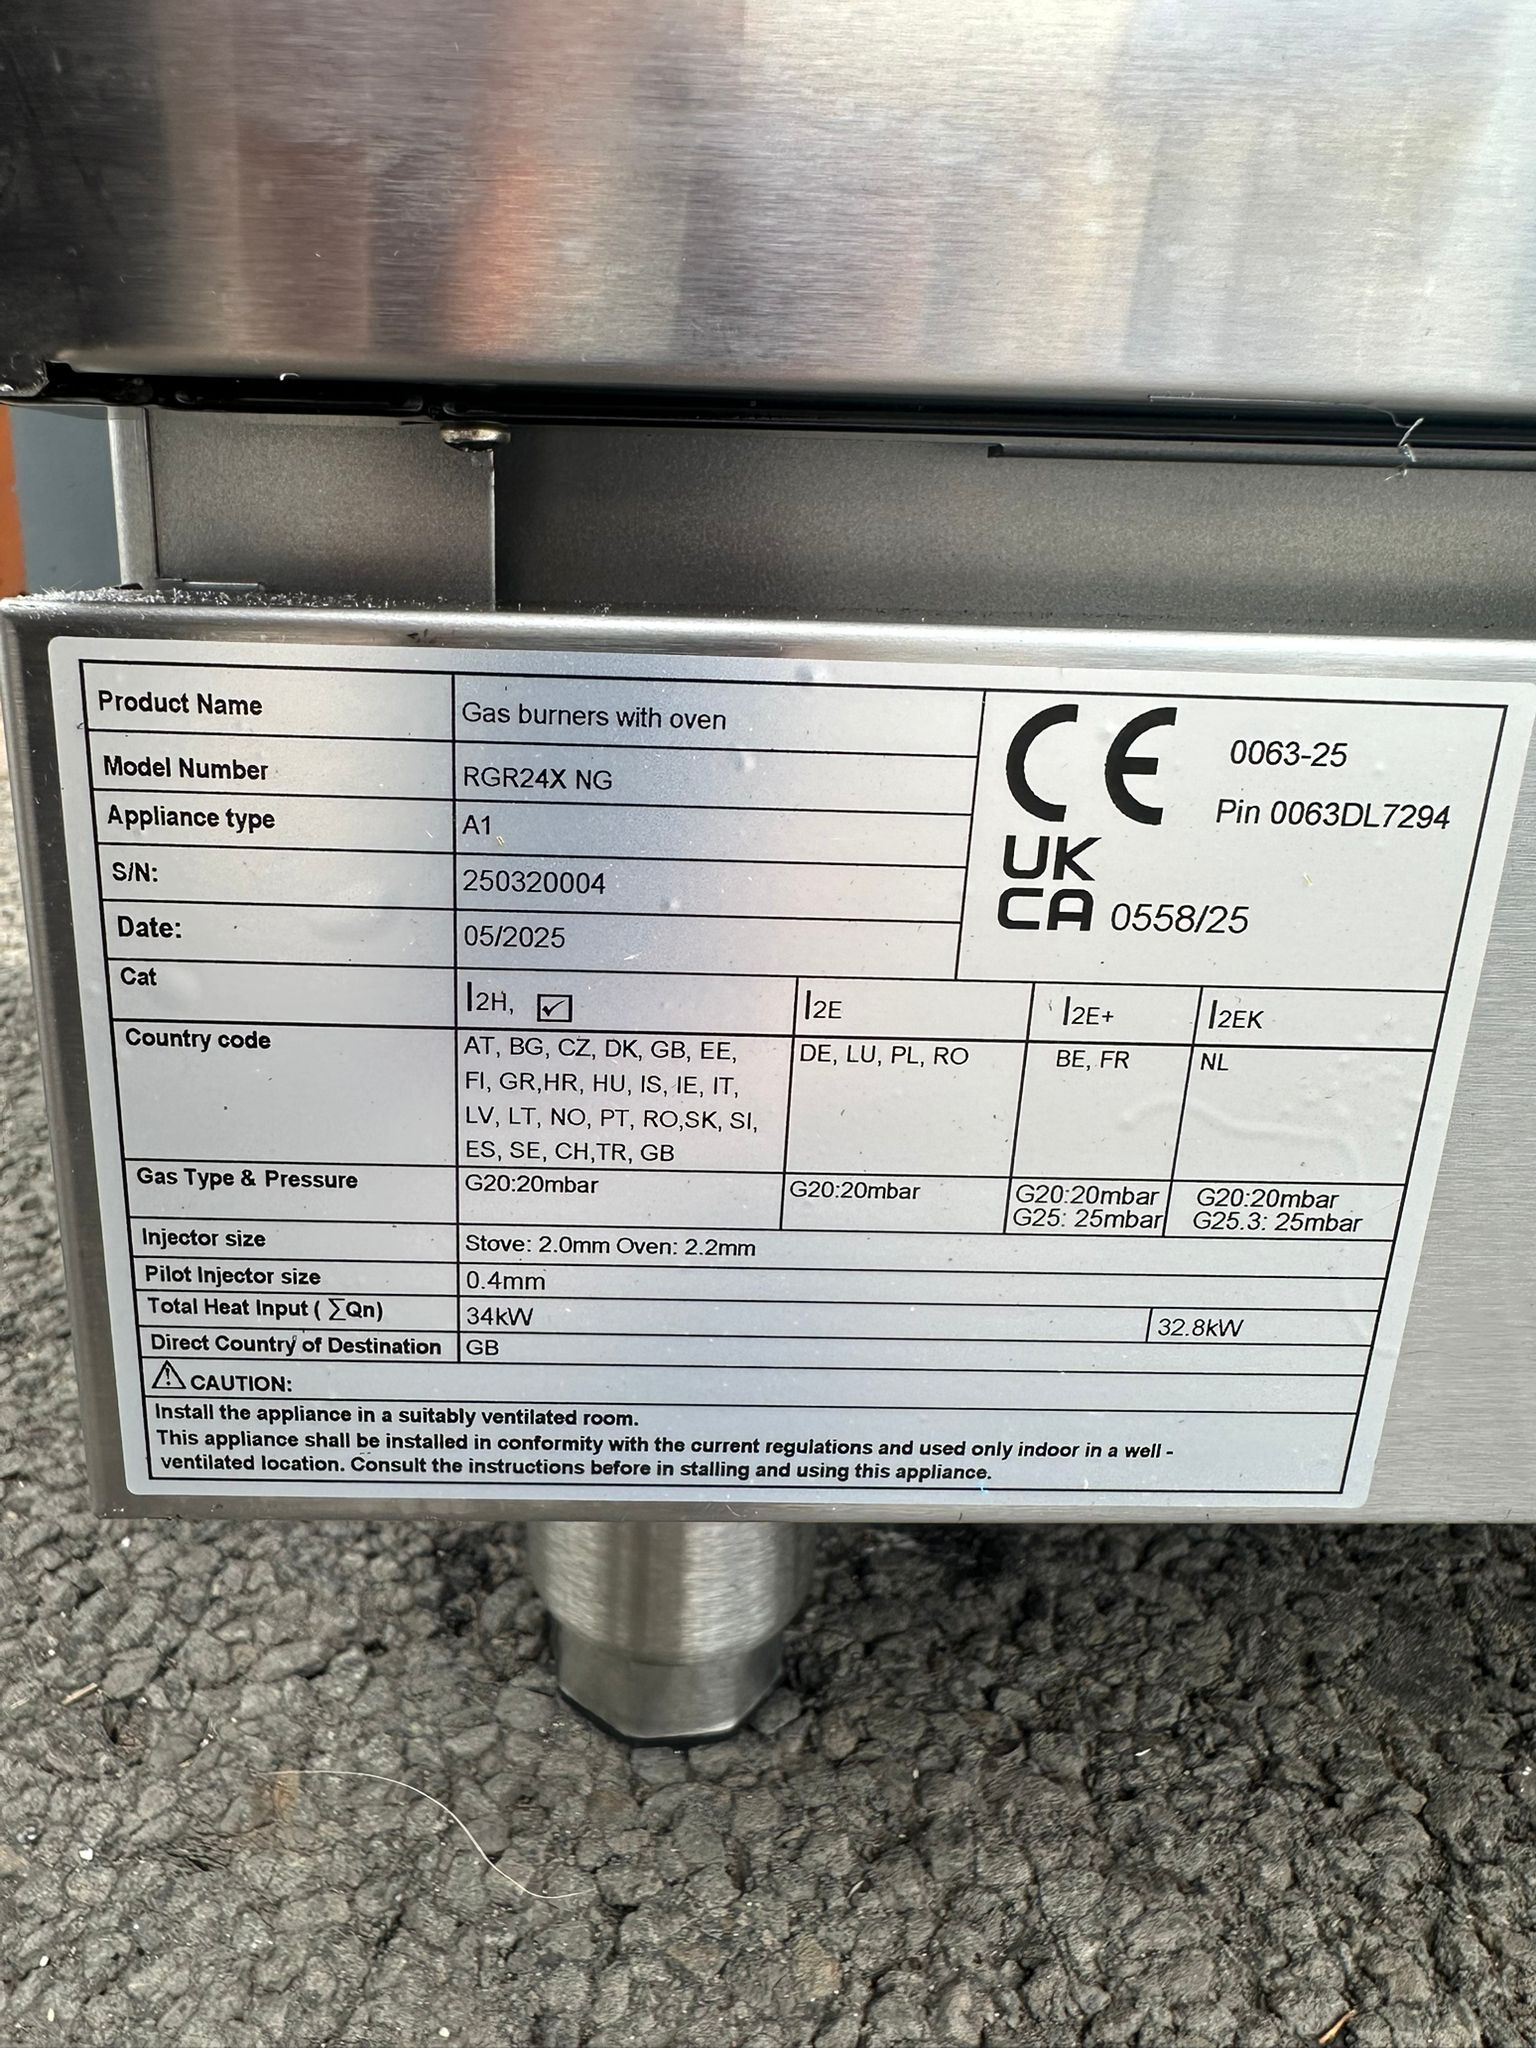 Product Name Gas burners with oven
Model Number RGR24X NG
Appliance type A1
S/N: 250320004
Date: 05/2025
CE 0063-25
Pin 0063DL7294
UK
CA 0558/25
Cat I2H, ☑ I2E I2E+ I2EK
Country code AT, BG, CZ, DK, GB, EE, DE, LU, PL, RO BE, FR NL
FI, GR,HR, HU, IS, IE, IT,
LV, LT, NO, PT, RO,SK, SI,
ES, SE, CH,TR, GB
Gas Type & Pressure G20:20mbar G20:20mbar G20:20mbar G20:20mbar
G25: 25mbar G25.3: 25mbar
Injector size Stove: 2.0mm Oven: 2.2mm
Pilot Injector size 0.4mm
Total Heat Input ( ∑Qn) 34kW 32.8kW
Direct Country of Destination GB
⚠ CAUTION:
Install the appliance in a suitably ventilated room.
This appliance shall be installed in conformity with the current regulations and used only indoor in a well -
ventilated location. Consult the instructions before in stalling and using this appliance.